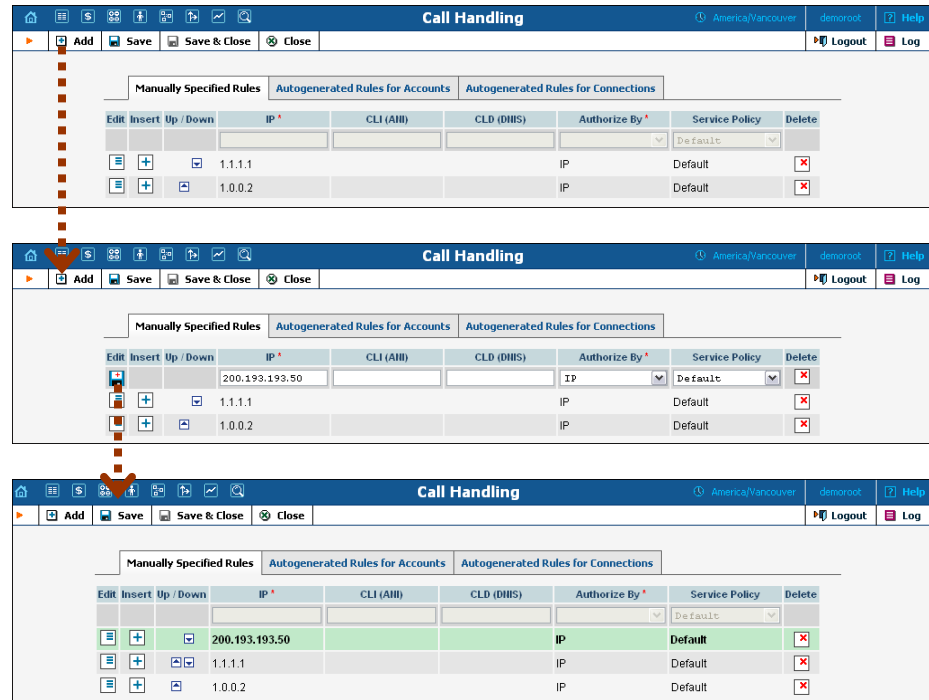 Call Handling America/Vancouver demoroot Help
Add Save Save & Close Close Logout Log
Manually Specified Rules Autogenerated Rules for Accounts Autogenerated Rules for Connections
Edit Insert Up / Down IP * CLI (ANI) CLD (DNIS) Authorize By * Service Policy Delete
Default
1.1.1.1 IP Default
1.0.0.2 IP Default
Call Handling America/Vancouver demoroot Help
Add Save Save & Close Close Logout Log
Manually Specified Rules Autogenerated Rules for Accounts Autogenerated Rules for Connections
Edit Insert Up / Down IP * CLI (ANI) CLD (DNIS) Authorize By * Service Policy Delete
200.193.193.50 IP Default
1.1.1.1 IP Default
1.0.0.2 IP Default
Call Handling America/Vancouver demoroot Help
Add Save Save & Close Close Logout Log
Manually Specified Rules Autogenerated Rules for Accounts Autogenerated Rules for Connections
Edit Insert Up / Down IP * CLI (ANI) CLD (DNIS) Authorize By * Service Policy Delete
Default
200.193.193.50 IP Default
1.1.1.1 IP Default
1.0.0.2 IP Default